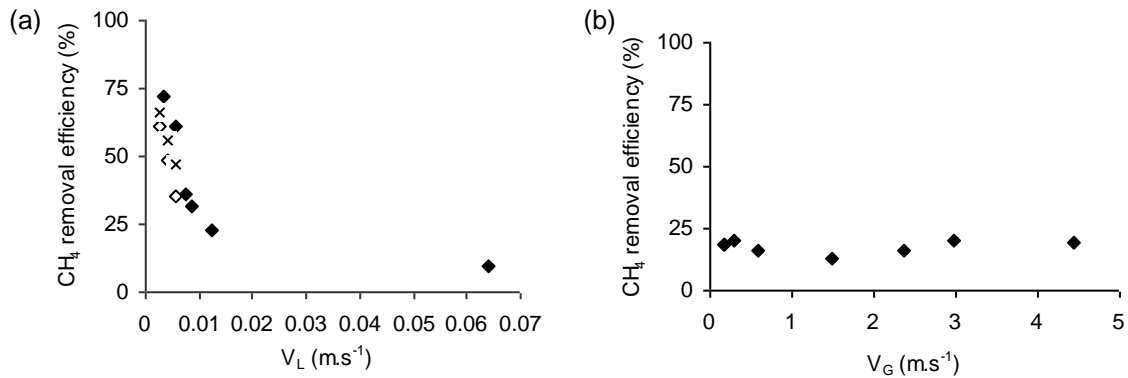 (a)
CH₄ removal efficiency (%)
100
75
50
25
0
0 0.01 0.02 0.03 0.04 0.05 0.06 0.07
V_L (m.s⁻¹)
(b)
CH₄ removal efficiency (%)
100
75
50
25
0
0 1 2 3 4 5
V_G (m.s⁻¹)